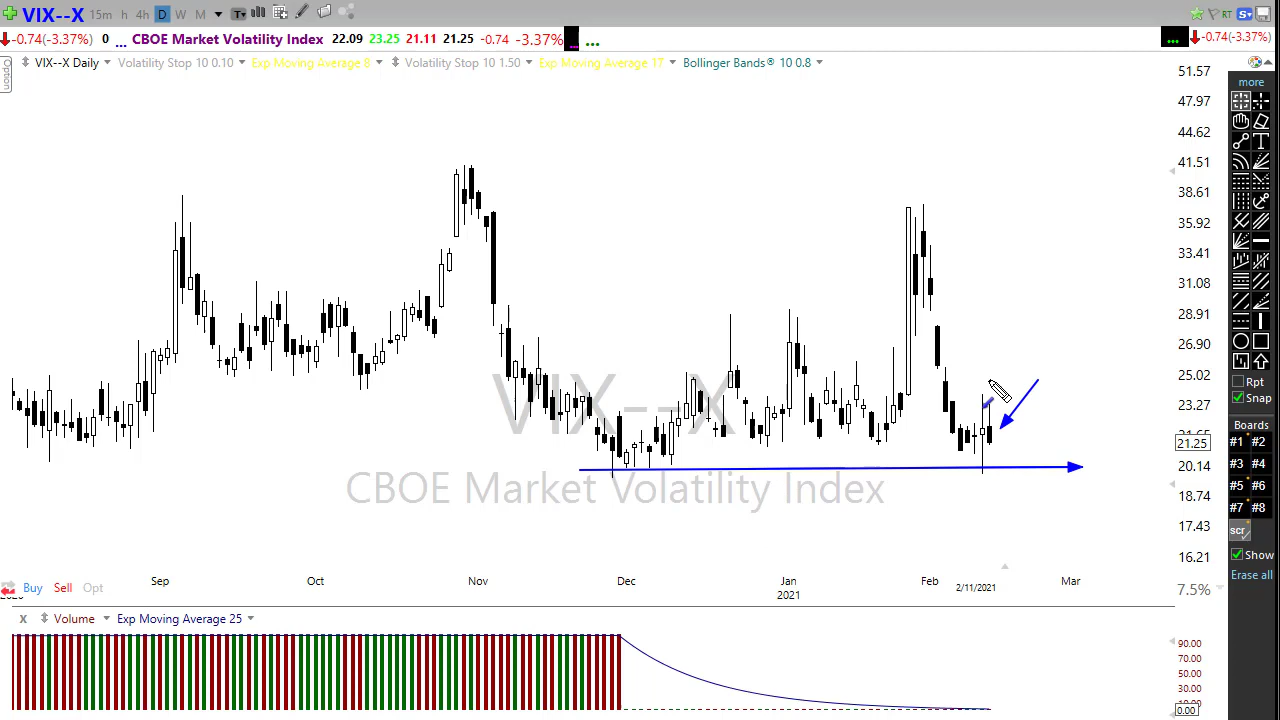 VIX--X 15m h 4h D W M T RT S
-0.74(-3.37%) 0 ... CBOE Market Volatility Index 22.09 23.25 21.11 21.25 -0.74 -3.37% ... ... -0.74(-3.37%)
Option
VIX--X Daily Volatility Stop 10 0.10 Exp Moving Average 8 Volatility Stop 10 1.50 Exp Moving Average 17 Bollinger Bands® 10 0.8
more
51.57
47.97
44.62
41.51
38.61
35.92
33.41
31.08
28.91
26.90
25.02
23.27
21.25
20.14
18.74
17.43
16.21
VIX--X
CBOE Market Volatility Index
Rpt
Snap
Boards
#1 #2
#3 #4
#5 #6
#7 #8
scr
Show
Erase all
Sep Oct Nov Dec Jan Feb Mar
2021 2/11/2021
Buy Sell Opt 7.5%
X Volume Exp Moving Average 25
90.00
70.00
50.00
30.00
0.00